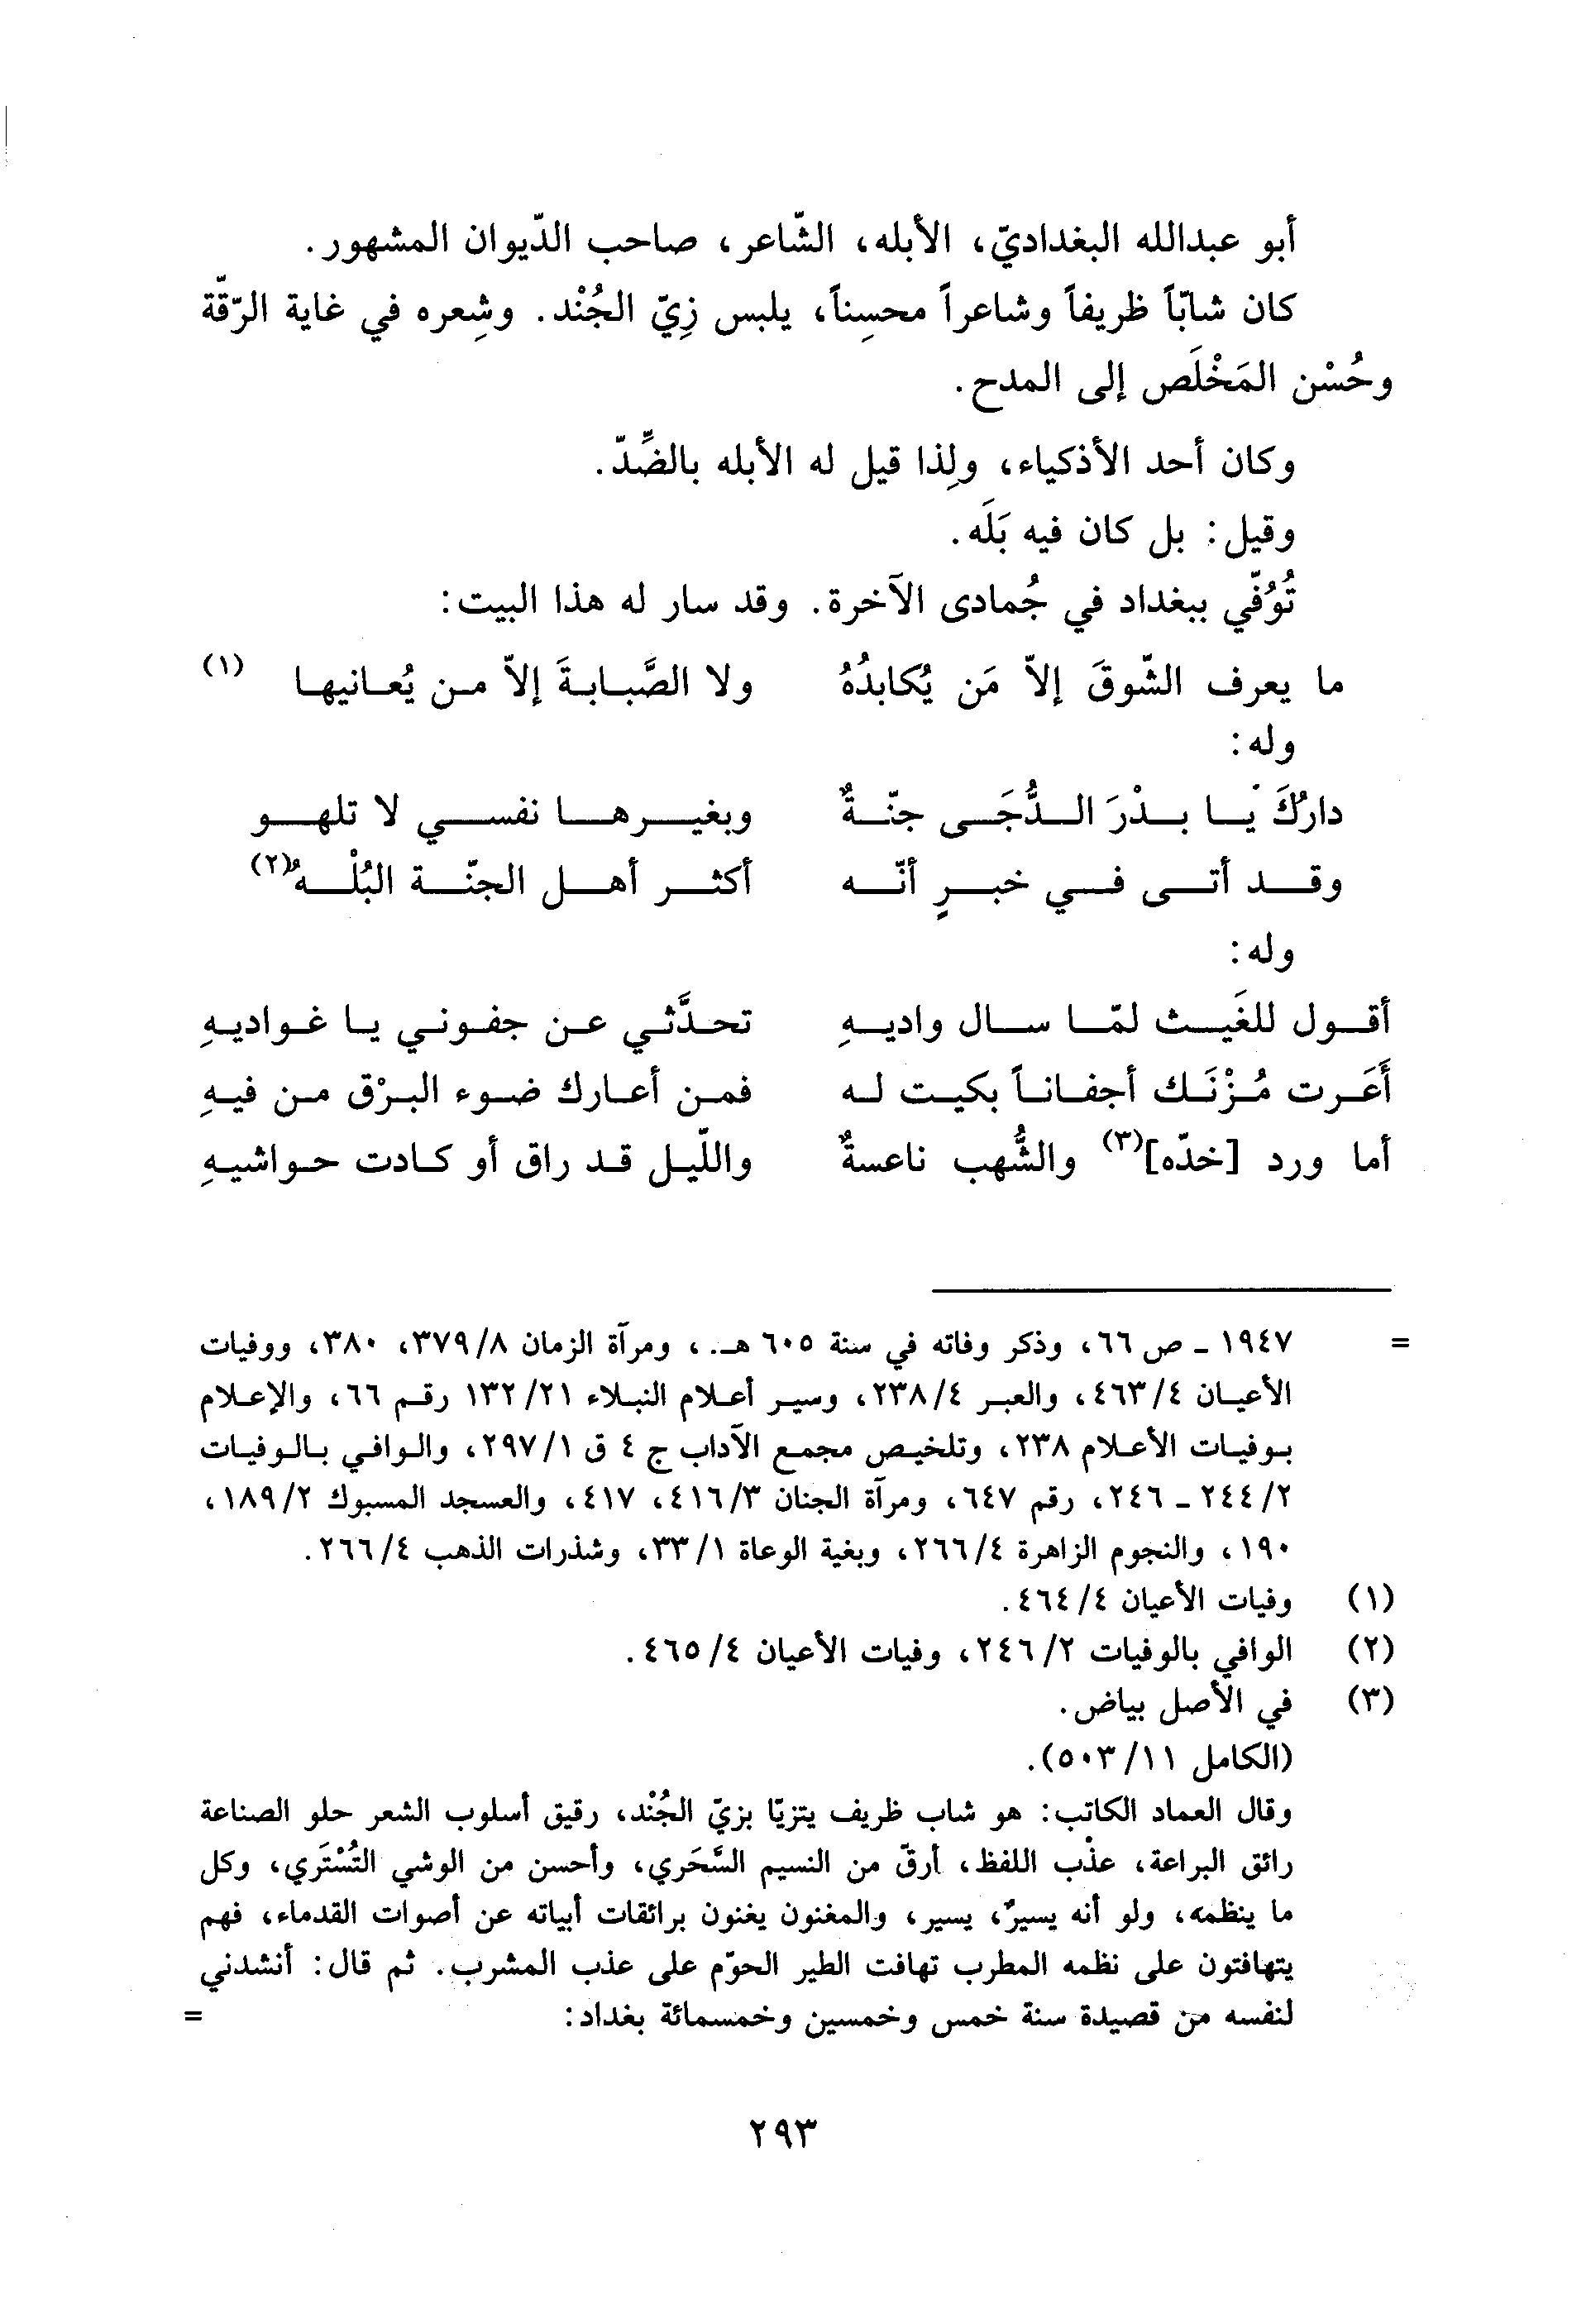 أبو عبدالله البغداديّ، الأبله، الشّاعر، صاحب الدّيوان المشهور.
كان شابّاً ظريفاً وشاعراً محسِناً، يلبس زِيّ الجُنْد. وشِعره في غاية الرّقّة
وحُسْن المَخْلَص إلى المدح.
وكان أحد الأذكياء، ولِذا قيل له الأبله بالضِّدّ.
وقيل: بل كان فيه بَلَه.
تُوُفّي ببغداد في جُمادى الآخرة. وقد سار له هذا البيت:
ما يعرف الشّوقَ إلاّ مَن يُكابدُهُ ولا الصَّبابةَ إلاّ من يُعانيها (١)
وله:
دارُكَ يا بدْرَ الدُّجَى جنّةٌ وبغيرها نفسي لا تلهو
وقد أتى في خبرٍ أنّه أكثر أهل الجنّة البُلْهُ(٢)
وله:
أقول للغَيث لمّا سال واديهِ تحدَّثي عن جفوني يا غواديهِ
أَعَرت مُزْنَك أجفاناً بكيت له فمن أعارك ضوء البرْق من فيهِ
أما ورد [خدّه](٣) والشُّهب ناعسةٌ واللّيل قد راق أو كادت حواشيهِ
= ١٩٤٧ - ص ٦٦، وذكر وفاته في سنة ٦٠٥ هـ.، ومرآة الزمان ٣٧٩/٨، ٣٨٠، ووفيات
الأعيان ٤٦٣/٤، والعبر ٢٣٨/٤، وسير أعلام النبلاء ١٣٢/٢١ رقم ٦٦، والإعلام
بوفيات الأعلام ٢٣٨، وتلخيص مجمع الآداب ج ٤ ق ٢٩٧/١، والوافي بالوفيات
٢٤٤/٢ - ٢٤٦، رقم ٦٤٧، ومرآة الجنان ٤١٦/٣، ٤١٧، والعسجد المسبوك ١٨٩/٢،
١٩٠، والنجوم الزاهرة ٢٦٦/٤، وبغية الوعاة ٣٣/١، وشذرات الذهب ٢٦٦/٤.
(١) وفيات الأعيان ٤٦٤/٤.
(٢) الوافي بالوفيات ٢٤٦/٢، وفيات الأعيان ٤٦٥/٤.
(٣) في الأصل بياض.
(الكامل ٥٠٣/١١).
وقال العماد الكاتب: هو شاب ظريف يتزيّا بزيّ الجُنْد، رقيق أسلوب الشعر حلو الصناعة
رائق البراعة، عذْب اللفظ، أرقّ من النسيم السَّحَري، وأحسن من الوشي التُسْتَري، وكل
ما ينظمه، ولو أنه يسيرٌ، يسير، والمغنون يغنون برائقات أبياته عن أصوات القدماء، فهم
يتهافتون على نظمه المطرب تهافت الطير الحوّم على عذب المشرب. ثم قال: أنشدني
لنفسه من قصيدة سنة خمس وخمسين وخمسمائة بغداد: =
٢٩٣